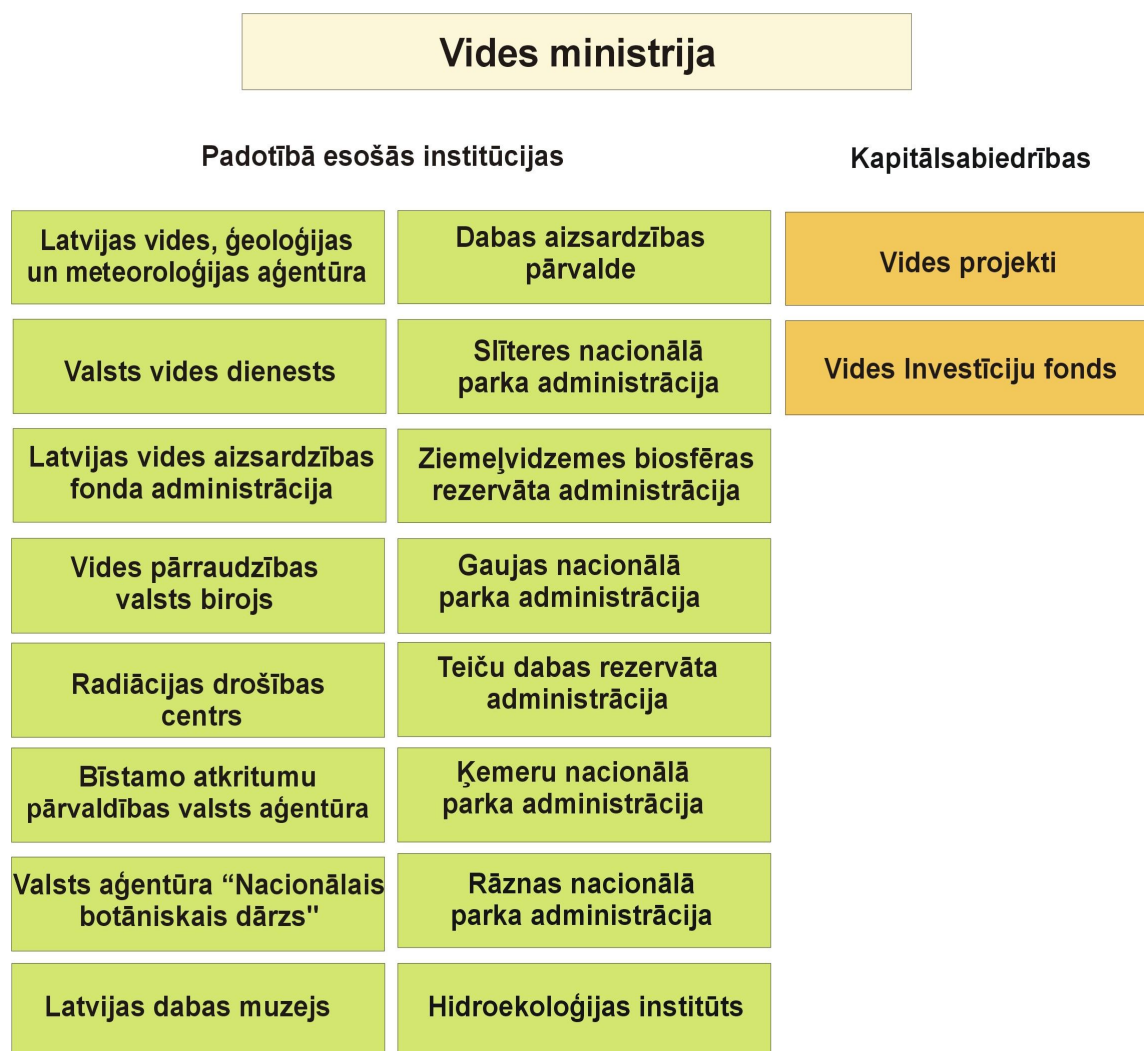 Vides ministrija
Padotībā esošās institūcijas
Kapitālsabiedrības
Latvijas vides, ģeoloģijas
un meteoroloģijas aģentūra
Valsts vides dienests
Latvijas vides aizsardzības
fonda administrācija
Vides pārraudzības
valsts birojs
Radiācijas drošības
centrs
Bīstamo atkritumu
pārvaldības valsts aģentūra
Valsts aģentūra “Nacionālais
botāniskais dārzs"
Latvijas dabas muzejs
Dabas aizsardzības
pārvalde
Slīteres nacionālā
parka administrācija
Ziemeļvidzemes biosfēras
rezervāta administrācija
Gaujas nacionālā
parka administrācija
Teiču dabas rezervāta
administrācija
Ķemeru nacionālā
parka administrācija
Rāznas nacionālā
parka administrācija
Hidroekoloģijas institūts
Vides projekti
Vides Investīciju fonds